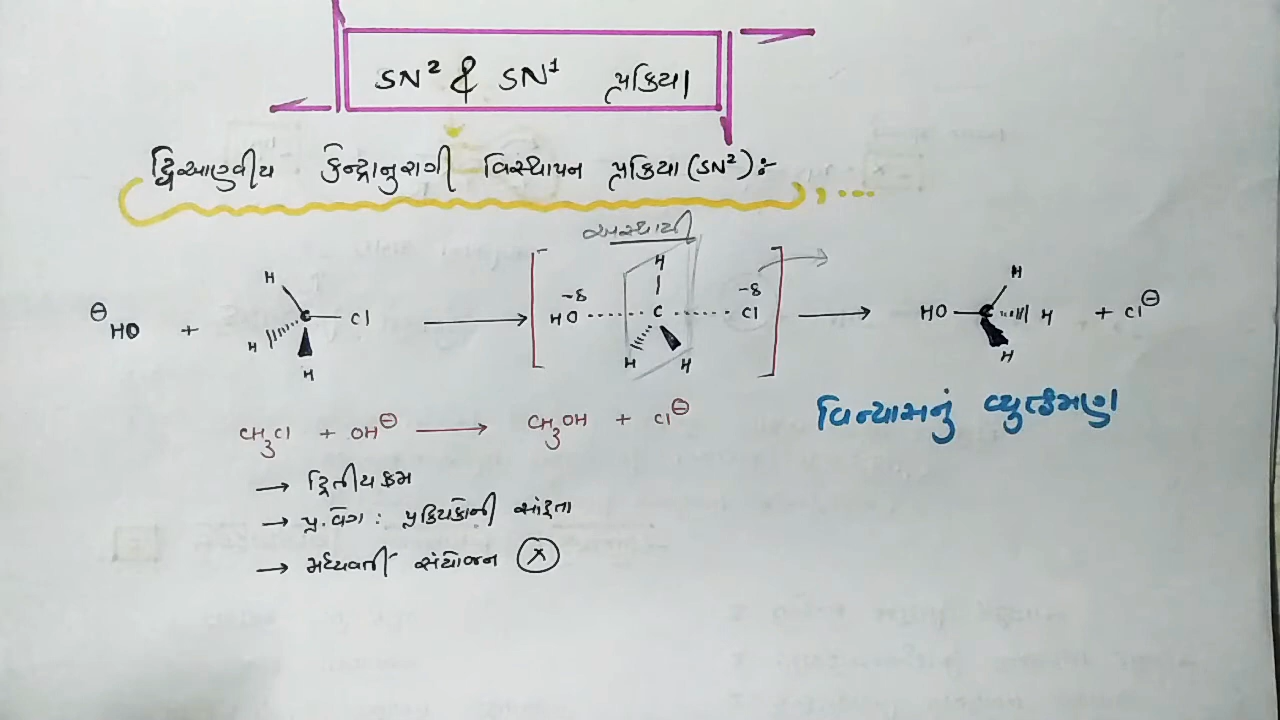 SN² & SN¹ પ્રક્રિયા
દ્વિઆણ્વીય કેન્દ્રાનુરાગી વિસ્થાપન પ્રક્રિયા (SN²) :-
અસ્થાયી
⊖HO + H H H C Cl → [ -δ HO ...... C ...... Cl -δ H H H ] → HO C H H H + Cl⊖
CH₃Cl + OH⊖ → CH₃OH + Cl⊖
વિન્યાસનું વ્યુત્ક્રમણ
→ દ્વિતીય ક્રમ
→ પ્ર. વેગ : પ્રક્રિયકોની સાંદ્રતા
→ મધ્યવર્તી સંયોજન ⓧ